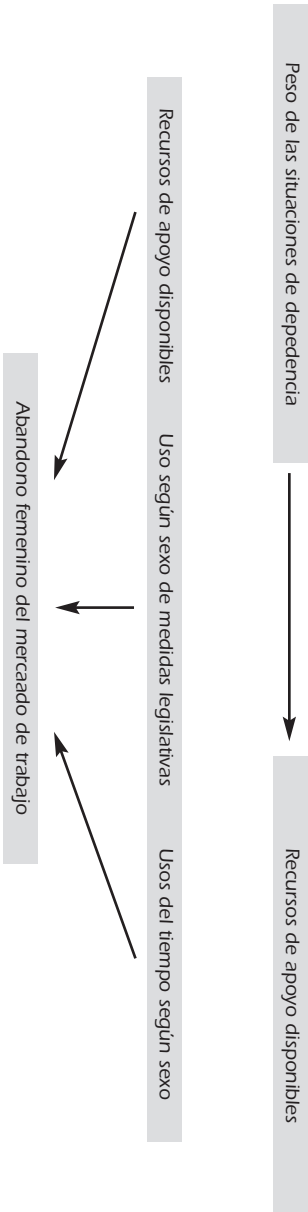 Peso de las situaciones de depedencia
Recursos de apoyo disponibles
Recursos de apoyo disponibles
Uso según sexo de medidas legislativas
Usos del tiempo según sexo
Abandono femenino del mercaado de trabajo